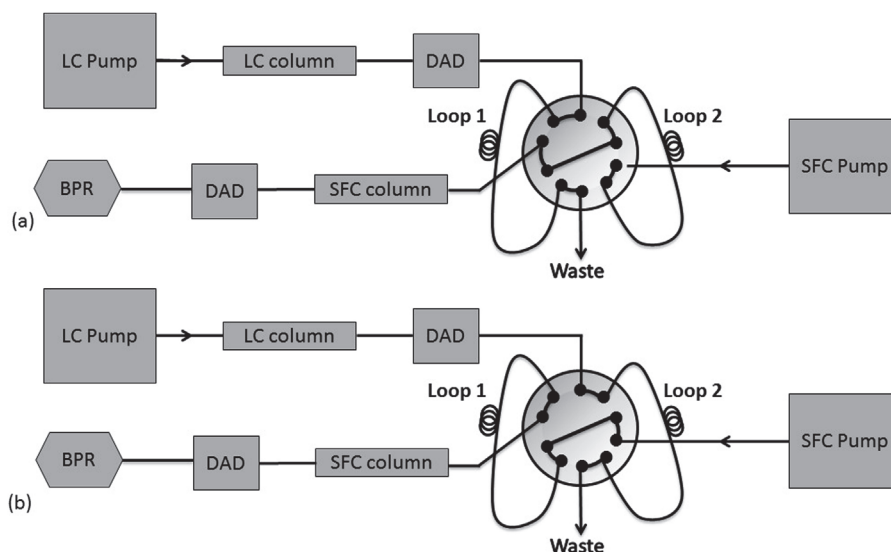 LC Pump
LC column
DAD
Loop 1
Loop 2
SFC Pump
BPR
DAD
SFC column
(a)
Waste
LC Pump
LC column
DAD
Loop 1
Loop 2
SFC Pump
BPR
DAD
SFC column
(b)
Waste